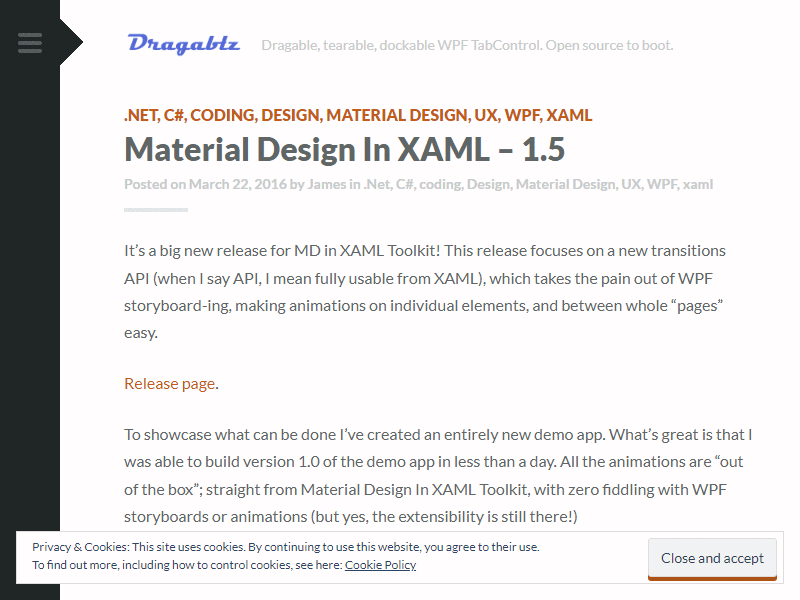 Dragablz
Dragable, tearable, dockable WPF TabControl. Open source to boot.
.NET, C#, CODING, DESIGN, MATERIAL DESIGN, UX, WPF, XAML
Material Design In XAML – 1.5
Posted on March 22, 2016 by James in .Net, C#, coding, Design, Material Design, UX, WPF, xaml
It’s a big new release for MD in XAML Toolkit! This release focuses on a new transitions
API (when I say API, I mean fully usable from XAML), which takes the pain out of WPF
storyboard-ing, making animations on individual elements, and between whole “pages”
easy.
Release page.
To showcase what can be done I’ve created an entirely new demo app. What’s great is that I
was able to build version 1.0 of the demo app in less than a day. All the animations are “out
of the box”; straight from Material Design In XAML Toolkit, with zero fiddling with WPF
storyboards or animations (but yes, the extensibility is still there!)
Privacy & Cookies: This site uses cookies. By continuing to use this website, you agree to their use.
To find out more, including how to control cookies, see here: Cookie Policy
Close and accept